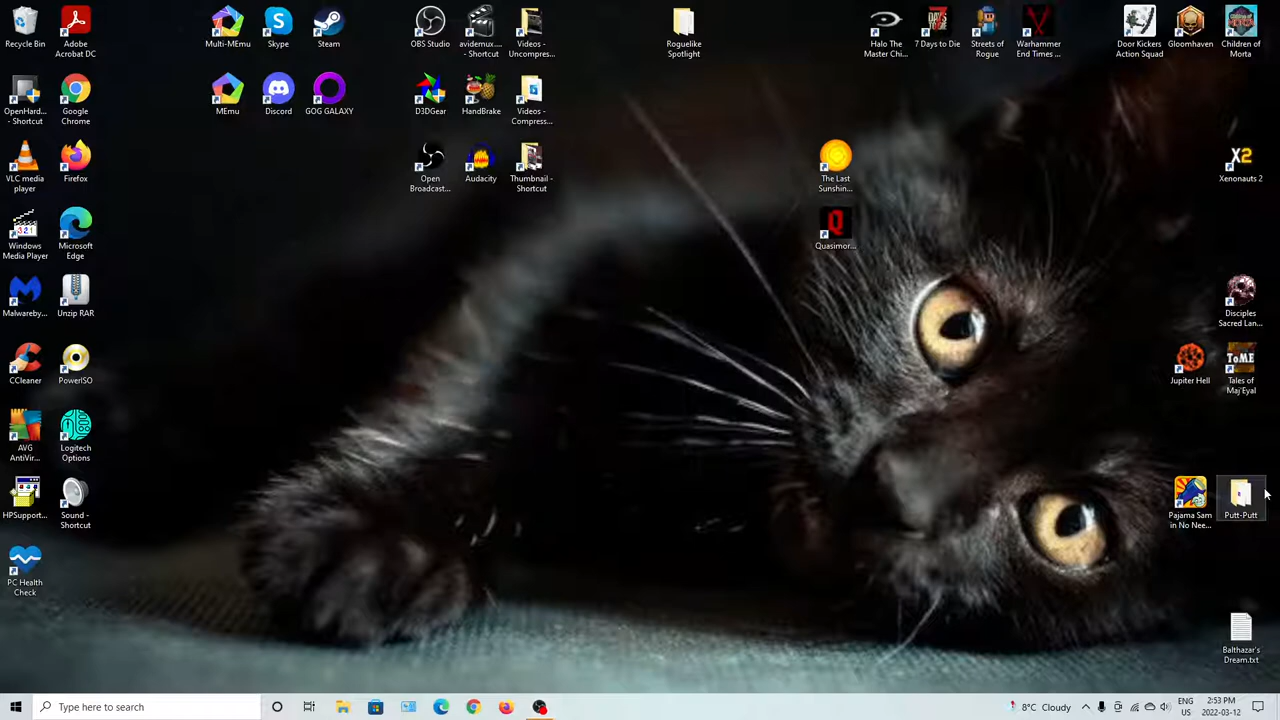 Recycle Bin
Adobe
Acrobat DC
Multi-MEmu
Skype
Steam
OBS Studio
avidemux....
- Shortcut
Videos -
Uncompres...
Roguelike
Spotlight
Halo The
Master Chi...
7 Days to Die
Streets of
Rogue
Warhammer
End Times ...
Door Kickers
Action Squad
Gloomhaven
Children of
Morta
OpenHard...
- Shortcut
Google
Chrome
MEmu
Discord
GOG GALAXY
D3DGear
HandBrake
Videos -
Compress...
VLC media
player
Firefox
Open
Broadcast...
Audacity
Thumbnail -
Shortcut
The Last
Sunshin...
X2
Xenonauts 2
Windows
Media Player
Microsoft
Edge
Quasimor...
Malwareby...
Unzip RAR
Disciples
Sacred Lan...
CCleaner
PowerISO
Jupiter Hell
ToME
Tales of
Maj'Eyal
AVG
AntiVir...
Logitech
Options
HPSupport...
Sound -
Shortcut
Pajama Sam
in No Nee...
Putt-Putt
PC Health
Check
Balthazar's
Dream.txt
Type here to search
8°C Cloudy
ENG
US
2:53 PM
2022-03-12